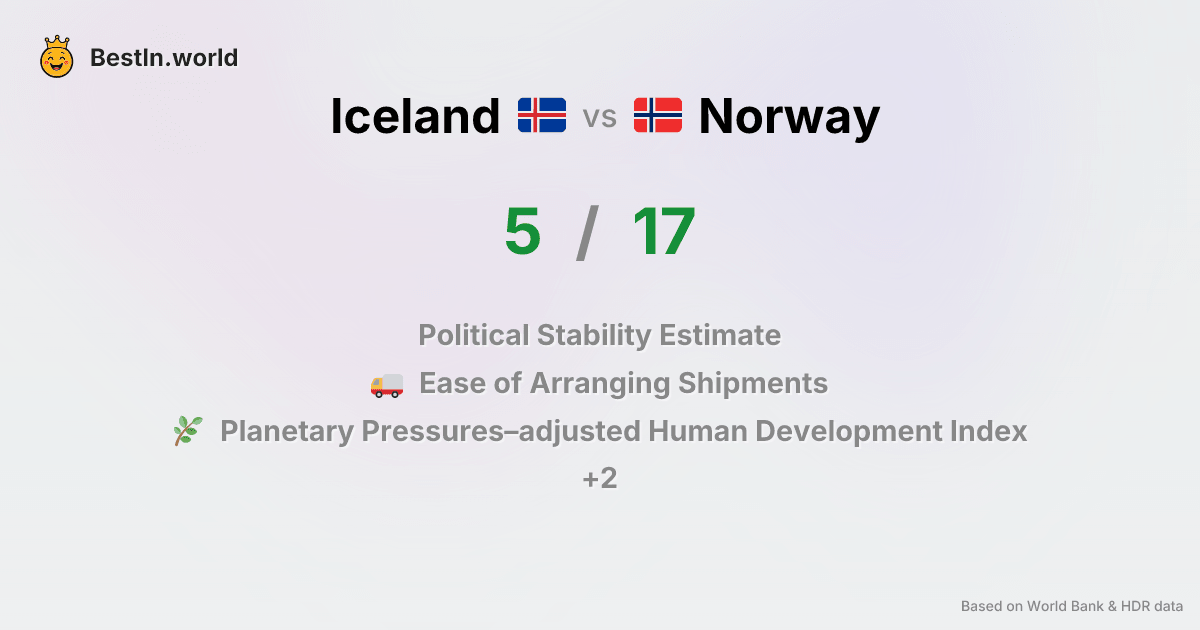 BestIn.world
Iceland vs Norway
5 / 17
Political Stability Estimate
Ease of Arranging Shipments
Planetary Pressures–adjusted Human Development Index
+2
Based on World Bank & HDR data